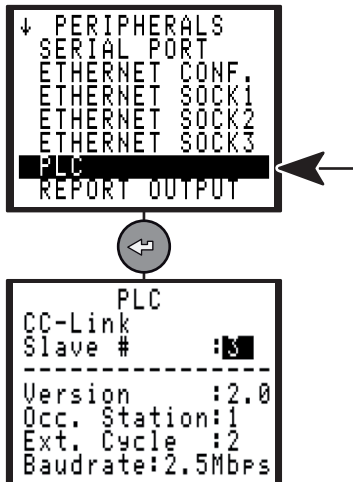 ↓ PERIPHERALS
SERIAL PORT
ETHERNET CONF.
ETHERNET SOCK1
ETHERNET SOCK2
ETHERNET SOCK3
PLC
REPORT OUTPUT
PLC
CC-Link
Slave # :3
----------------
Version :2.0
Occ. Station:1
Ext. Cycle :2
Baudrate:2.5Mbps